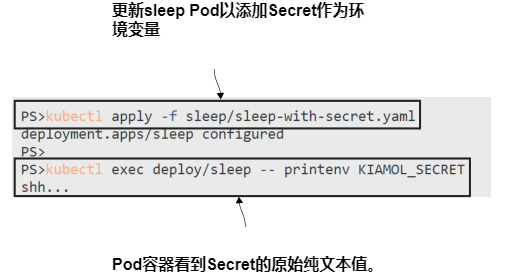 更新sleep Pod以添加Secret作为环
境变量
PS>kubectl apply -f sleep/sleep-with-secret.yaml
deployment.apps/sleep configured
PS>
PS>kubectl exec deploy/sleep -- printenv KIAMOL_SECRET
shh...
Pod容器看到Secret的原始纯文本值。